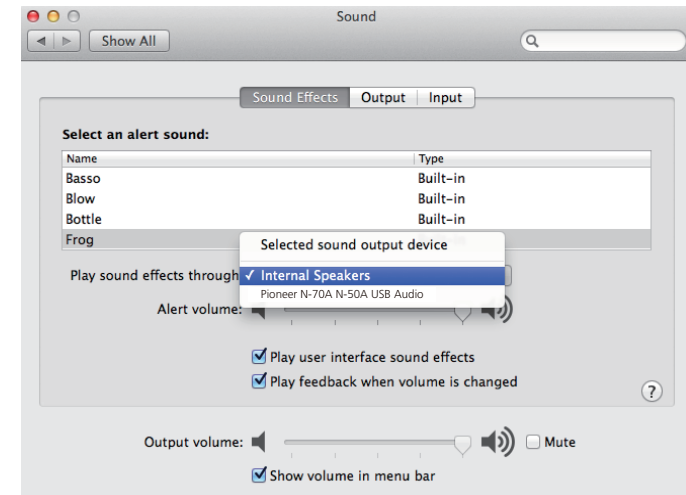 Sound
Show All
Sound Effects Output Input
Select an alert sound:
Name Type
Basso Built-in
Blow Built-in
Bottle Built-in
Frog
Selected sound output device
Play sound effects through ✓ Internal Speakers
Pioneer N-70A N-50A USB Audio
Alert volume:
Play user interface sound effects
Play feedback when volume is changed
?
Output volume: Mute
Show volume in menu bar